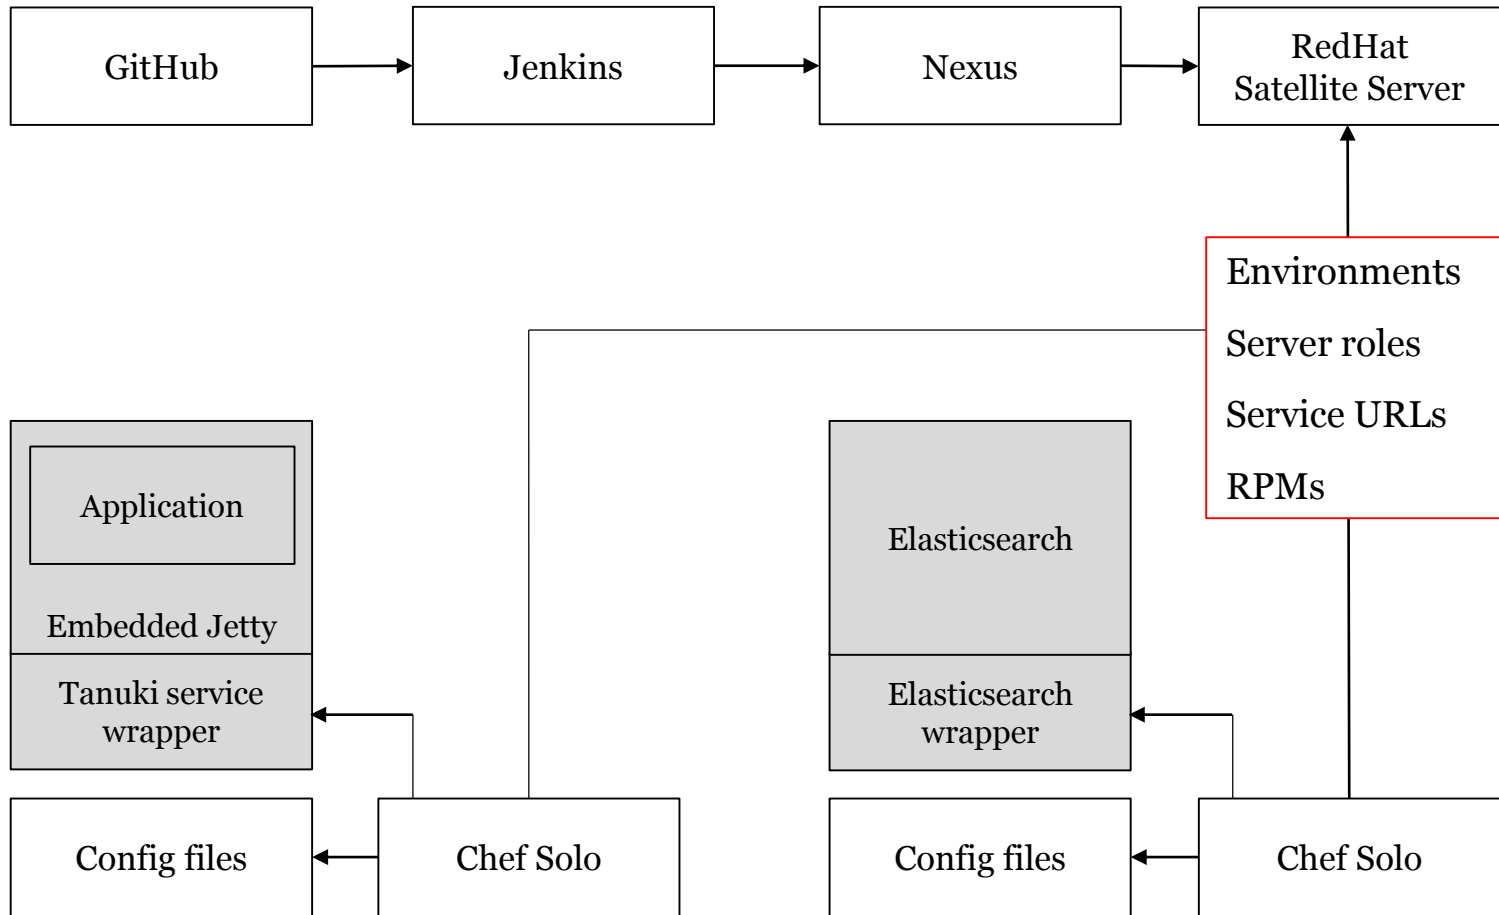 GitHub
Jenkins
Nexus
RedHat
Satellite Server
Environments
Server roles
Service URLs
RPMs
Application
Embedded Jetty
Tanuki service
wrapper
Elasticsearch
Elasticsearch
wrapper
Config files
Chef Solo
Config files
Chef Solo